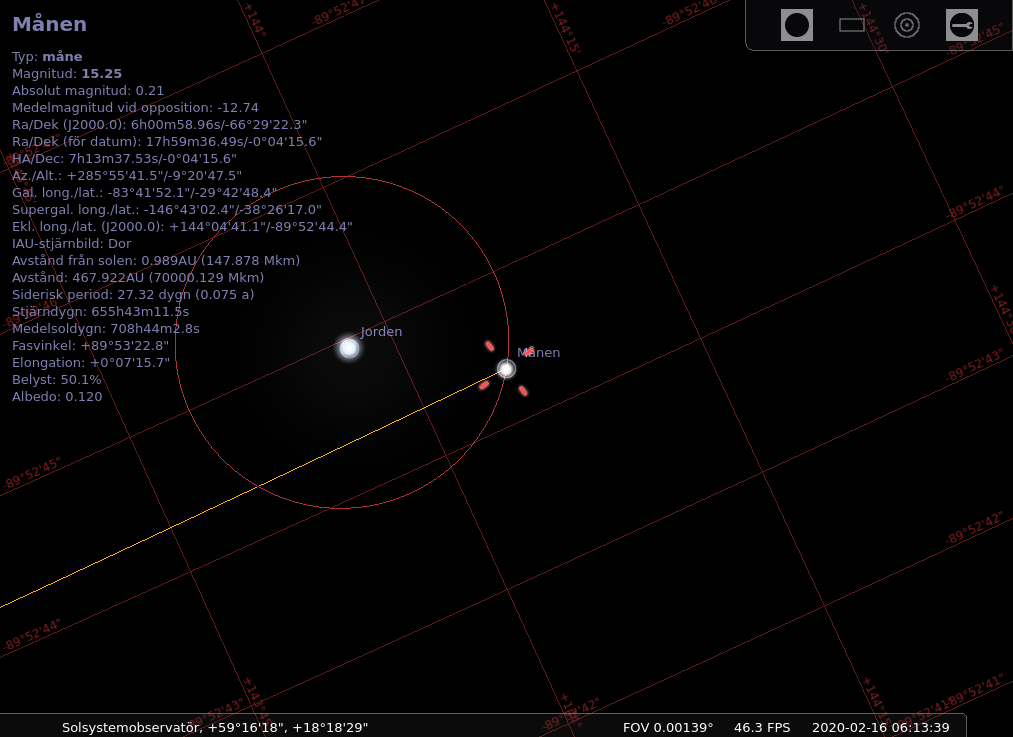 Månen
Typ: måne
Magnitud: 15.25
Absolut magnitud: 0.21
Medelmagnitud vid opposition: -12.74
Ra/Dek (J2000.0): 6h00m58.96s/-66°29'22.3"
Ra/Dek (för datum): 17h59m36.49s/-0°04'15.6"
HA/Dec: 7h13m37.53s/-0°04'15.6"
Az./Alt.: +285°55'41.5"/-9°20'47.5"
Gal. long./lat.: -83°41'52.1"/-29°42'48.4"
Supergal. long./lat.: -146°43'02.4"/-38°26'17.0"
Ekl. long./lat. (J2000.0): +144°04'41.1"/-89°52'44.4"
IAU-stjärnbild: Dor
Avstånd från solen: 0.989AU (147.878 Mkm)
Avstånd: 467.922AU (70000.129 Mkm)
Siderisk period: 27.32 dygn (0.075 a)
Stjärndygn: 655h43m11.5s
Medelsoldygn: 708h44m2.8s
Fasvinkel: +89°53'22.8"
Elongation: +0°07'15.7"
Belyst: 50.1%
Albedo: 0.120
+144°
+144°15'
+144°30'
-89°52'46"
-89°52'45"
-89°52'44"
-89°52'43"
-89°52'42"
-89°52'41"
Jorden
Månen
-89°52'45"
-89°52'44"
-89°52'43"
Solsystemobservatör, +59°16'18", +18°18'29"
FOV 0.00139°
46.3 FPS
2020-02-16 06:13:39